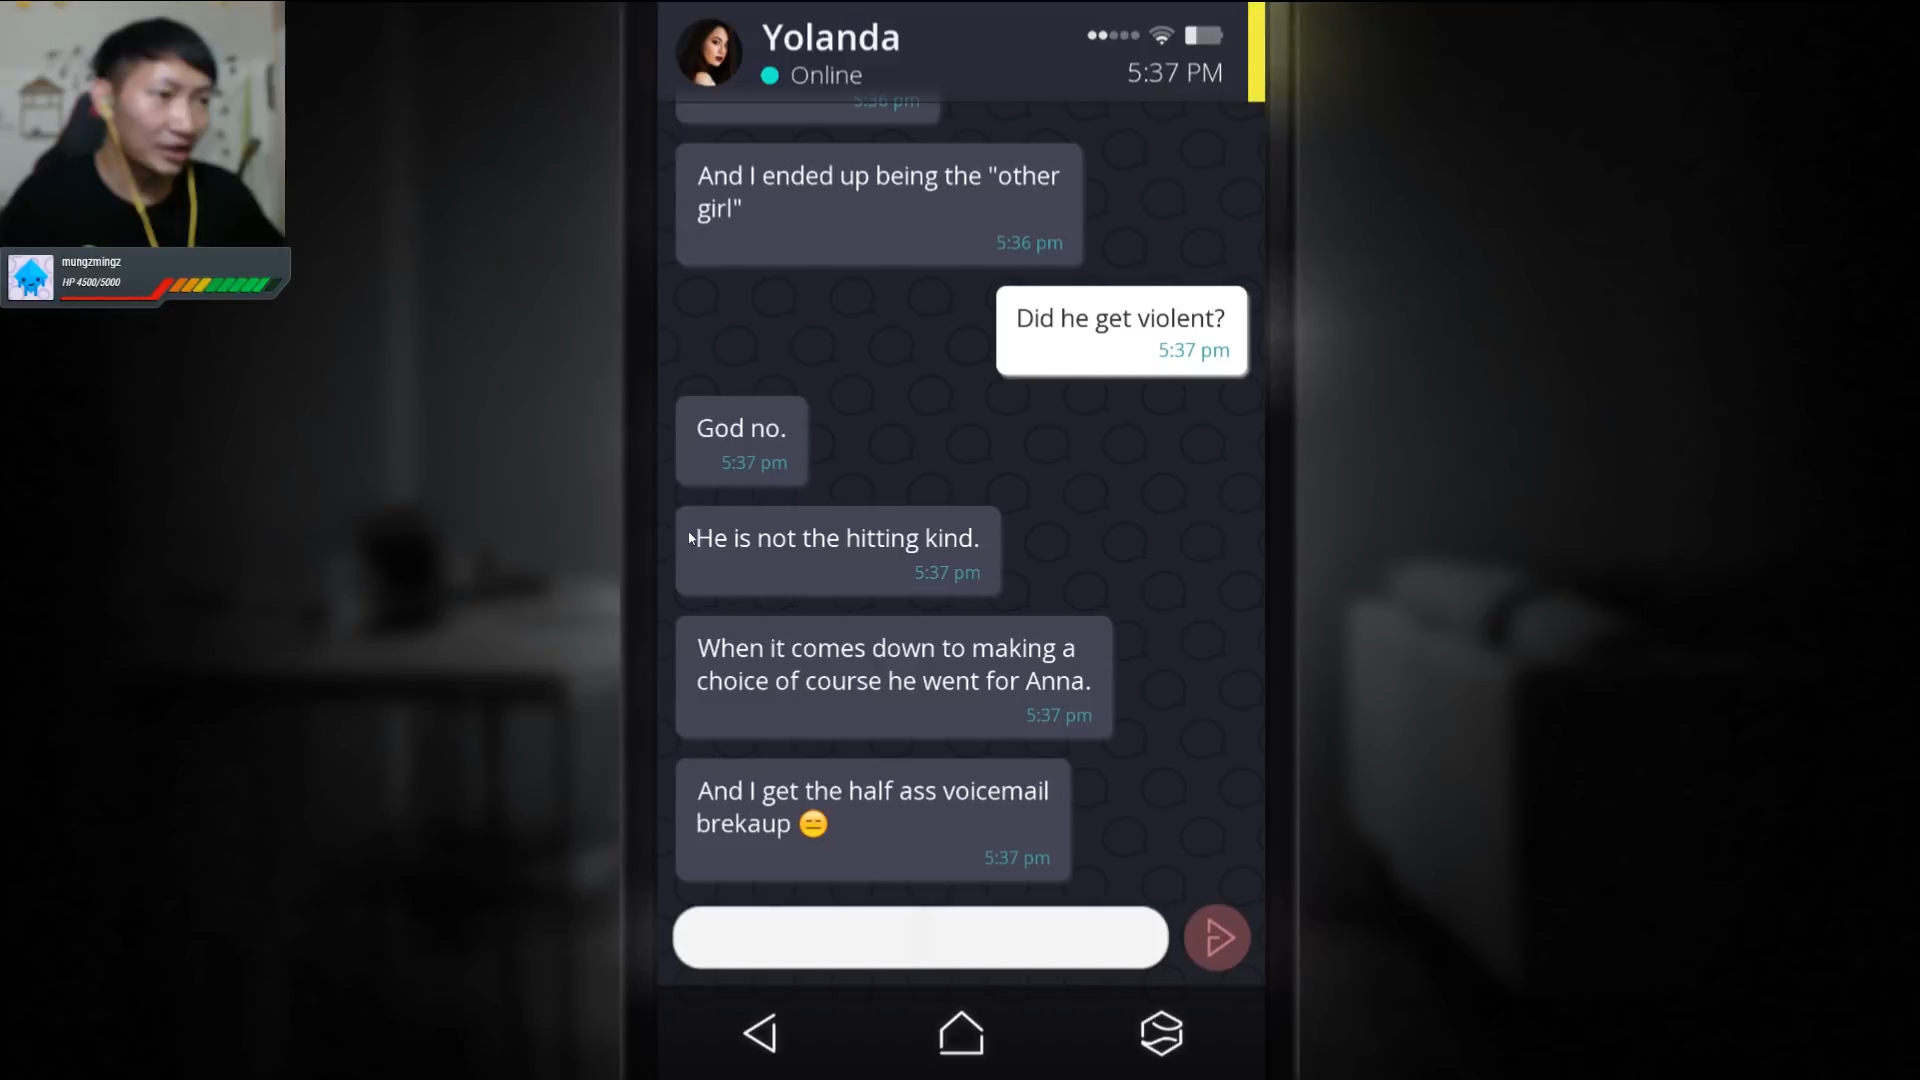 mungzmingz
HP 4500/5000
Yolanda
Online
5:37 PM
5:36 pm
And I ended up being the "other
girl"
5:36 pm
Did he get violent?
5:37 pm
God no.
5:37 pm
He is not the hitting kind.
5:37 pm
When it comes down to making a
choice of course he went for Anna.
5:37 pm
And I get the half ass voicemail
brekaup 😑
5:37 pm